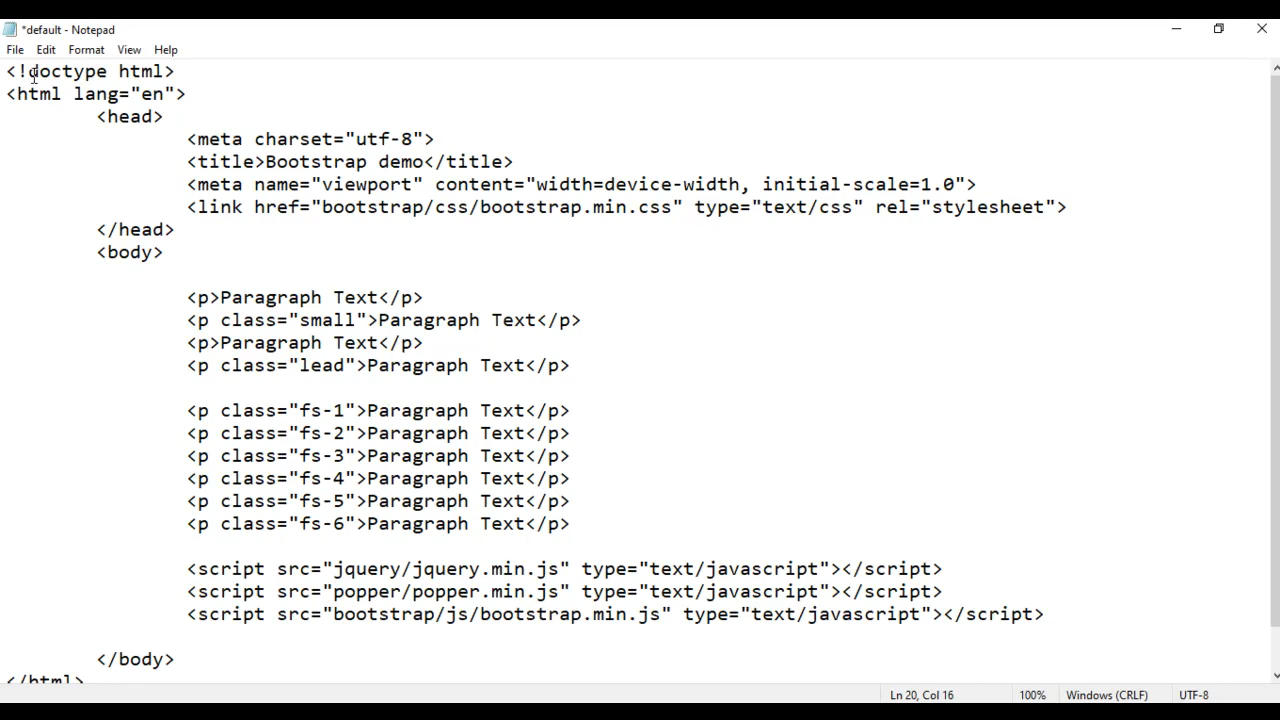 *default - Notepad
File Edit Format View Help
<!doctype html>
<html lang="en">
<head>
<meta charset="utf-8">
<title>Bootstrap demo</title>
<meta name="viewport" content="width=device-width, initial-scale=1.0">
<link href="bootstrap/css/bootstrap.min.css" type="text/css" rel="stylesheet">
</head>
<body>
<p>Paragraph Text</p>
<p class="small">Paragraph Text</p>
<p>Paragraph Text</p>
<p class="lead">Paragraph Text</p>
<p class="fs-1">Paragraph Text</p>
<p class="fs-2">Paragraph Text</p>
<p class="fs-3">Paragraph Text</p>
<p class="fs-4">Paragraph Text</p>
<p class="fs-5">Paragraph Text</p>
<p class="fs-6">Paragraph Text</p>
<script src="jquery/jquery.min.js" type="text/javascript"></script>
<script src="popper/popper.min.js" type="text/javascript"></script>
<script src="bootstrap/js/bootstrap.min.js" type="text/javascript"></script>
</body>
</html>
Ln 20, Col 16 100% Windows (CRLF) UTF-8